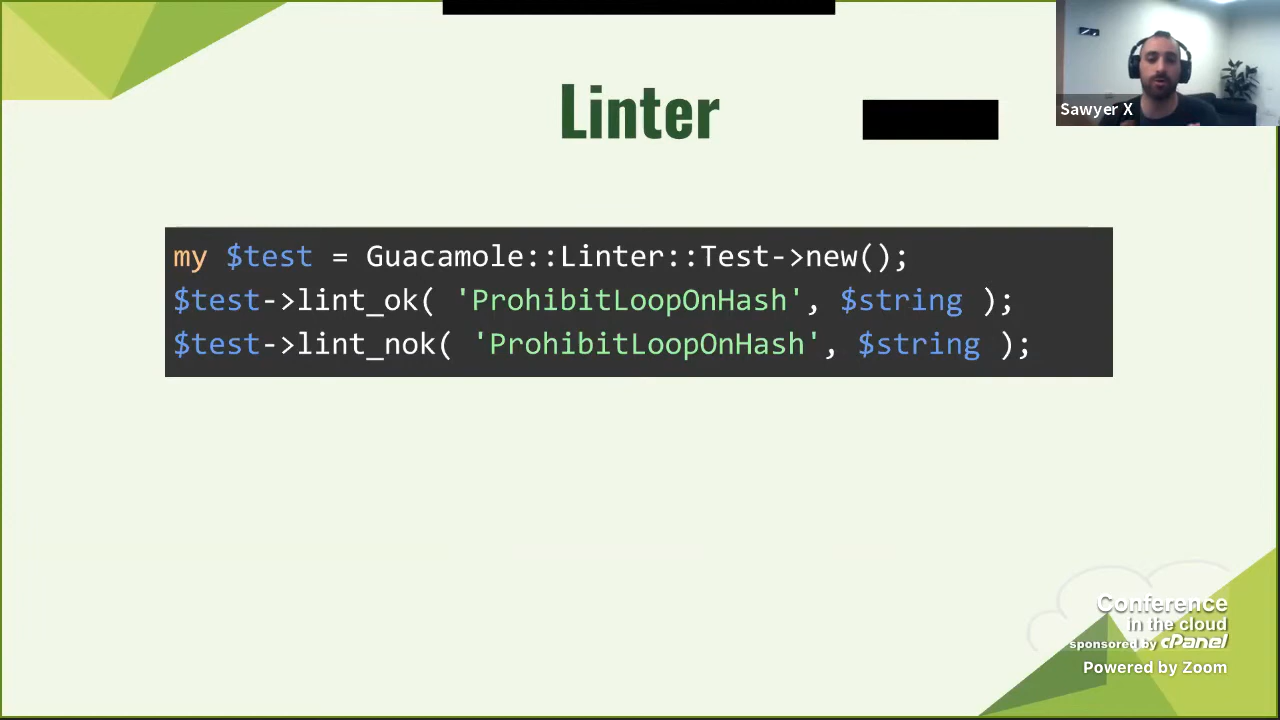 Linter
Sawyer X
my $test = Guacamole::Linter::Test->new();
$test->lint_ok( 'ProhibitLoopOnHash', $string );
$test->lint_nok( 'ProhibitLoopOnHash', $string );
Conference
in the cloud
sponsored by cPanel
Powered by Zoom